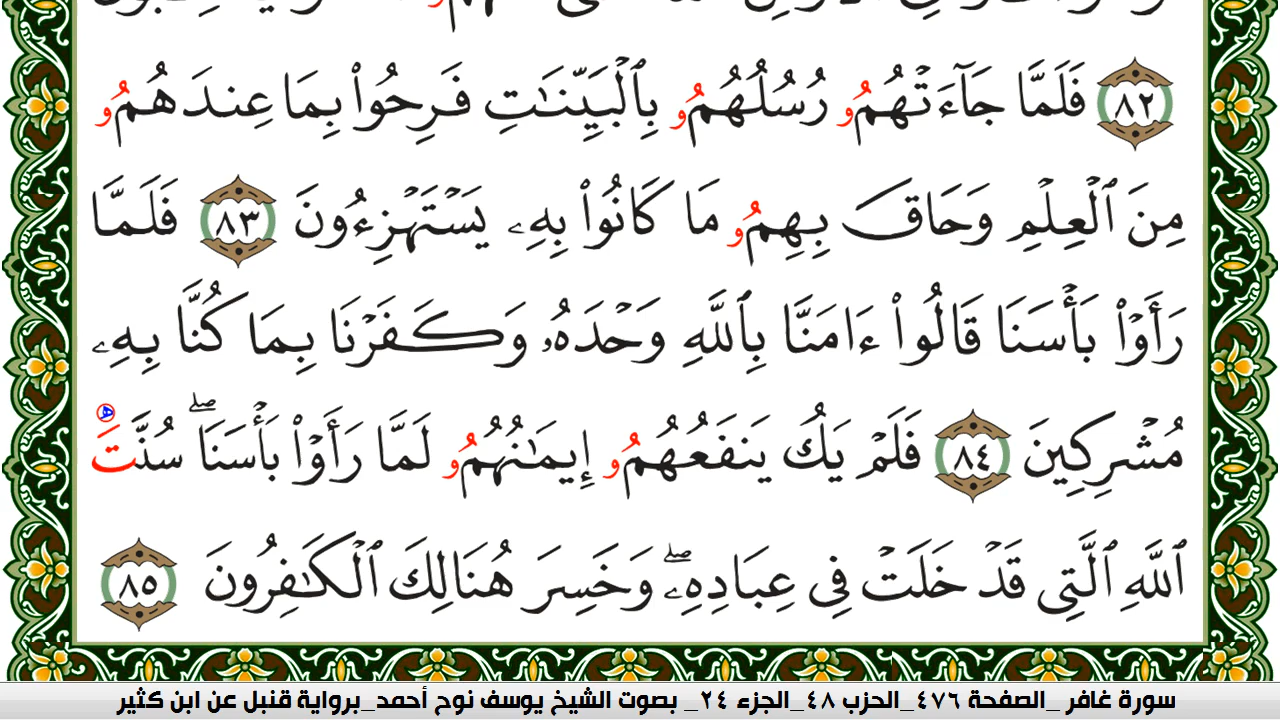 ٨٢ فَلَمَّا جَآءَتْهُمُۥ رُسُلُهُمُۥ بِٱلْبَيِّنَٰتِ فَرِحُوا۟ بِمَا عِندَهُمُۥ
مِنَ ٱلْعِلْمِ وَحَاقَ بِهِمُۥ مَا كَانُوا۟ بِهِۦ يَسْتَهْزِءُونَ ٨٣ فَلَمَّا
رَأَوْا۟ بَأْسَنَا قَالُوا۟ ءَامَنَّا بِٱللَّهِ وَحْدَهُۥ وَكَفَرْنَا بِمَا كُنَّا بِهِۦ
مُشْرِكِينَ ٨٤ فَلَمْ يَكُ يَنفَعُهُمُۥ إِيمَٰنُهُمُۥ لَمَّا رَأَوْا۟ بَأْسَنَاۖ سُنَّتَ
ٱللَّهِ ٱلَّتِى قَدْ خَلَتْ فِى عِبَادِهِۦۖ وَخَسِرَ هُنَالِكَ ٱلْكَٰفِرُونَ ٨٥
سورة غافر _الصفحة ٤٧٦_الحزب ٤٨_الجزء ٢٤_ بصوت الشيخ يوسف نوح أحمد_برواية قنبل عن ابن كثير